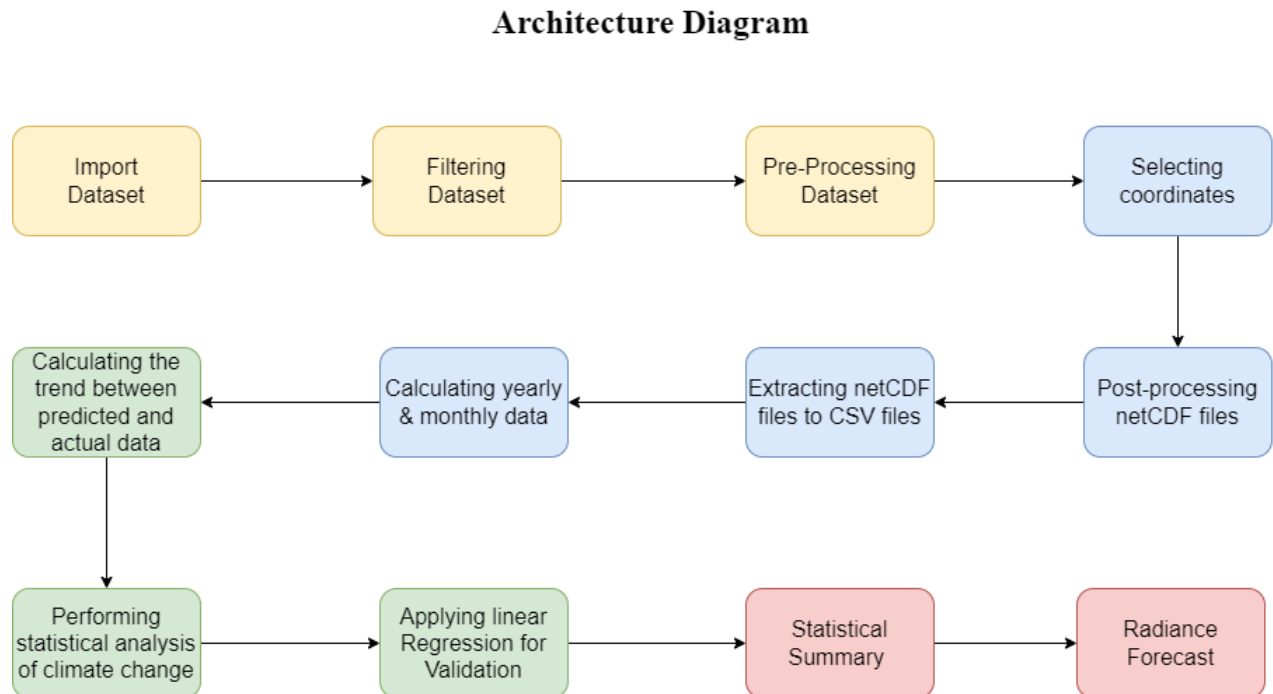 Architecture Diagram
Import
Dataset
Filtering
Dataset
Pre-Processing
Dataset
Selecting
coordinates
Calculating the
trend between
predicted and
actual data
Calculating yearly
& monthly data
Extracting netCDF
files to CSV files
Post-processing
netCDF files
Performing
statistical analysis
of climate change
Applying linear
Regression for
Validation
Statistical
Summary
Radiance
Forecast